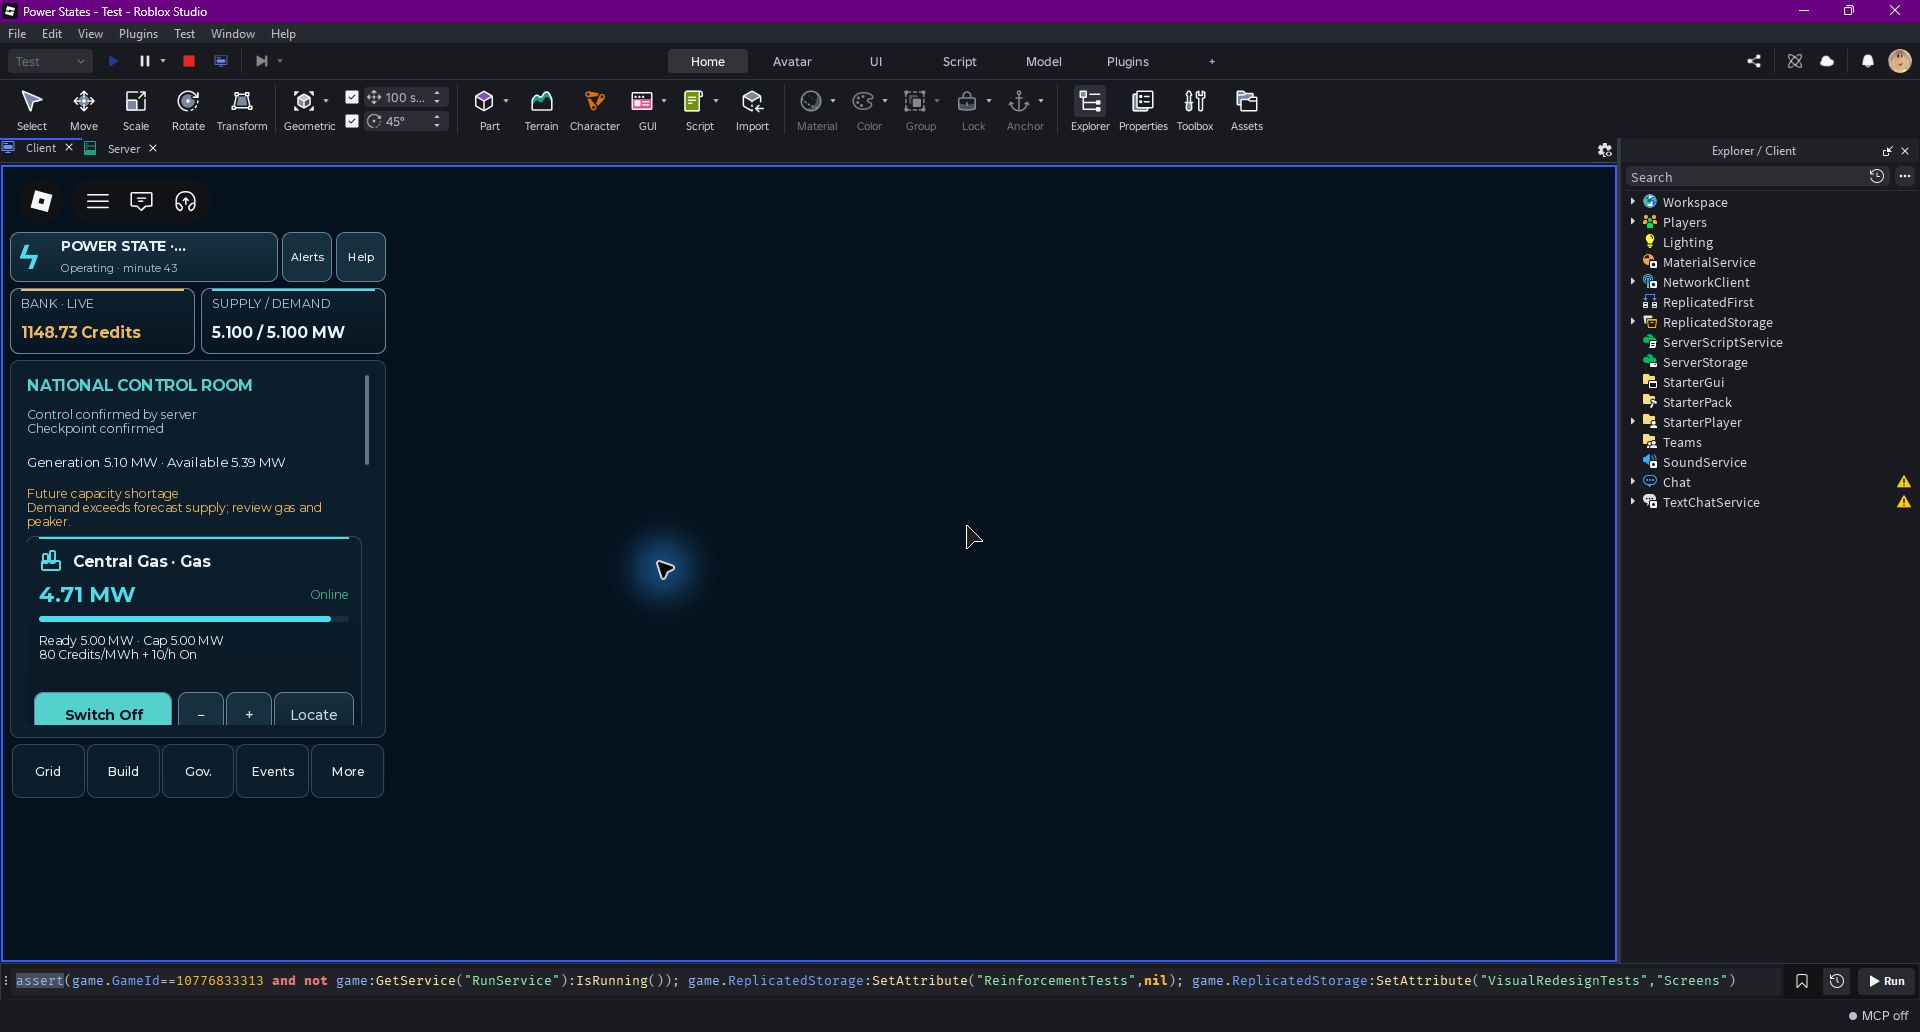 Power States - Test - Roblox Studio
File Edit View Plugins Test Window Help
Test
Home Avatar UI Script Model Plugins +
100 s...
45°
Select Move Scale Rotate Transform Geometric Part Terrain Character GUI Script Import Material Color Group Lock Anchor Explorer Properties Toolbox Assets
Client
Server
Explorer / Client
Search
Workspace
Players
Lighting
MaterialService
NetworkClient
ReplicatedFirst
ReplicatedStorage
ServerScriptService
ServerStorage
StarterGui
StarterPack
StarterPlayer
Teams
SoundService
Chat
TextChatService
POWER STATE ·...
Operating · minute 43
Alerts
Help
BANK · LIVE
1148.73 Credits
SUPPLY / DEMAND
5.100 / 5.100 MW
NATIONAL CONTROL ROOM
Control confirmed by server
Checkpoint confirmed
Generation 5.10 MW · Available 5.39 MW
Future capacity shortage
Demand exceeds forecast supply; review gas and
peaker.
Central Gas · Gas
4.71 MW
Online
Ready 5.00 MW · Cap 5.00 MW
80 Credits/MWh + 10/h On
Switch Off - + Locate
Grid Build Gov. Events More
assert(game.GameId==10776833313 and not game:GetService("RunService"):IsRunning()); game.ReplicatedStorage:SetAttribute("ReinforcementTests",nil); game.ReplicatedStorage:SetAttribute("VisualRedesignTests","Screens")
Run
MCP off